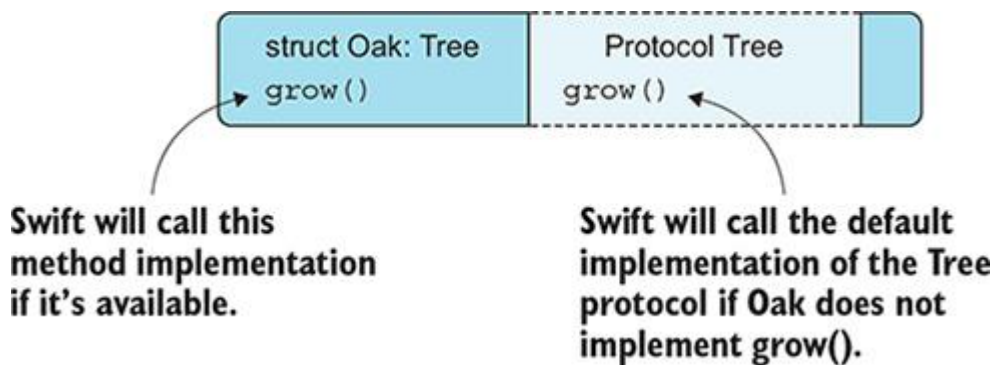 struct Oak: Tree
grow()
Protocol Tree
grow()
Swift will call this
method implementation
if it's available.
Swift will call the default
implementation of the Tree
protocol if Oak does not
implement grow().